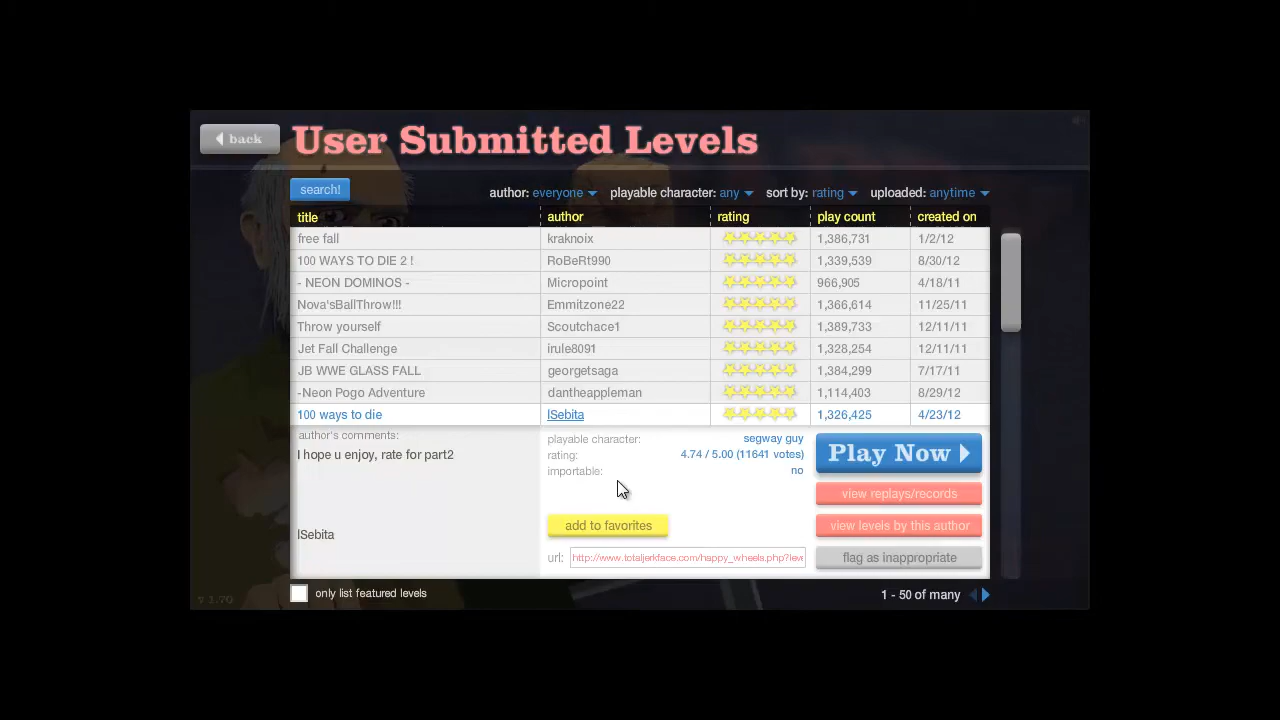 back
User Submitted Levels
search!
author: everyone playable character: any sort by: rating uploaded: anytime
title author rating play count created on
free fall kraknoix 1,386,731 1/2/12
100 WAYS TO DIE 2 ! RoBeRt990 1,339,539 8/30/12
- NEON DOMINOS - Micropoint 966,905 4/18/11
Nova'sBallThrow!!! Emmitzone22 1,366,614 11/25/11
Throw yourself Scoutchace1 1,389,733 12/11/11
Jet Fall Challenge irule8091 1,328,254 12/11/11
JB WWE GLASS FALL georgetsaga 1,384,299 7/17/11
-Neon Pogo Adventure dantheappleman 1,114,403 8/29/12
100 ways to die lSebita 1,326,425 4/23/12
author's comments:
I hope u enjoy, rate for part2
lSebita
playable character: segway guy
rating: 4.74 / 5.00 (11641 votes)
importable: no
add to favorites
url: http://www.totaljerkface.com/happy_wheels.php?leve
Play Now
view replays/records
view levels by this author
flag as inappropriate
v 1.70
only list featured levels
1 - 50 of many